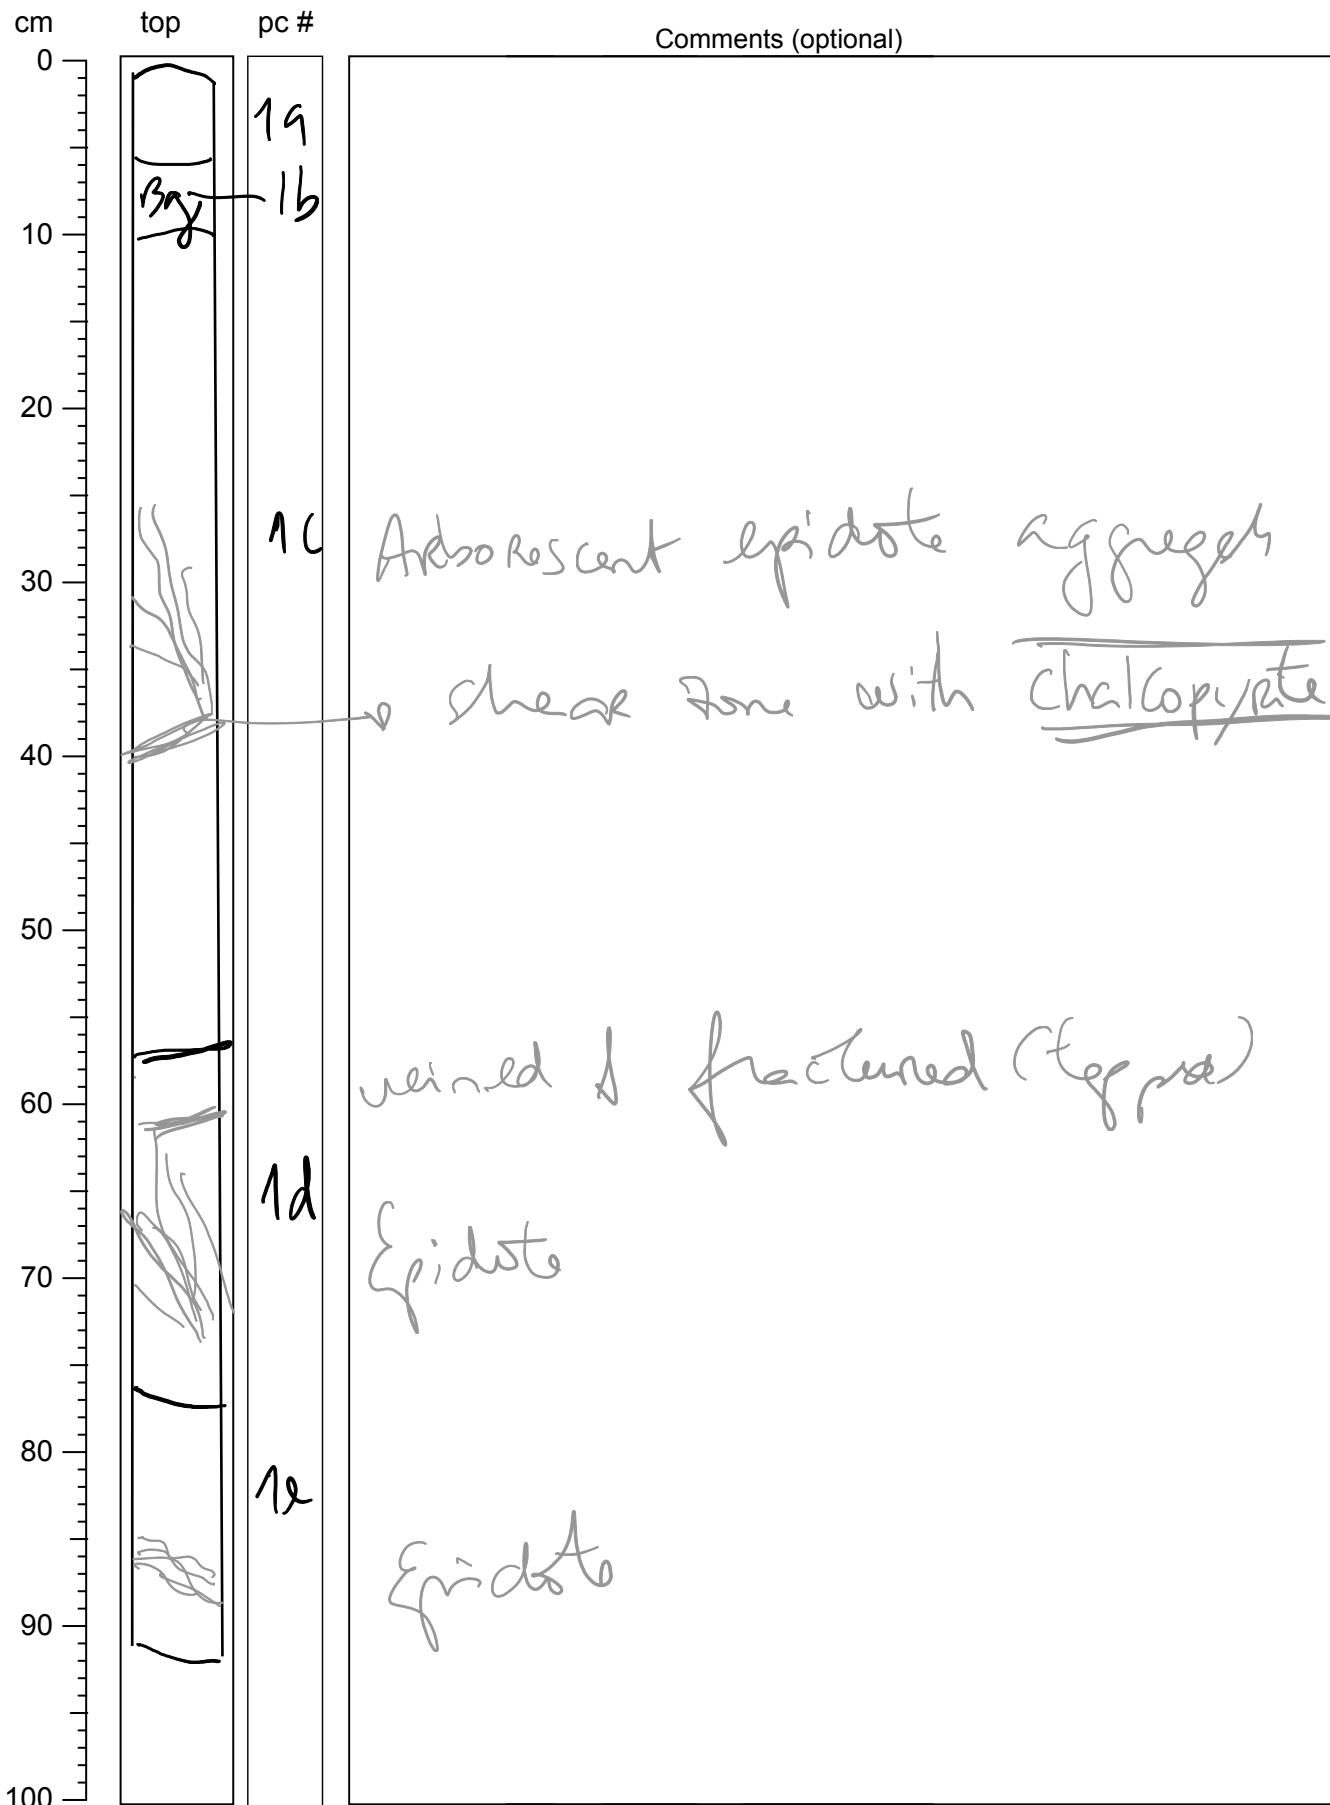 cm top pc # Comments (optional)
0
1a
Bag 1b
10
20
1c Arborescent epidote
30
shear zone with chalcopyrite
40
50
veined & fractured
60
1d
Epidote
70
80
1e
Epidote
90
100